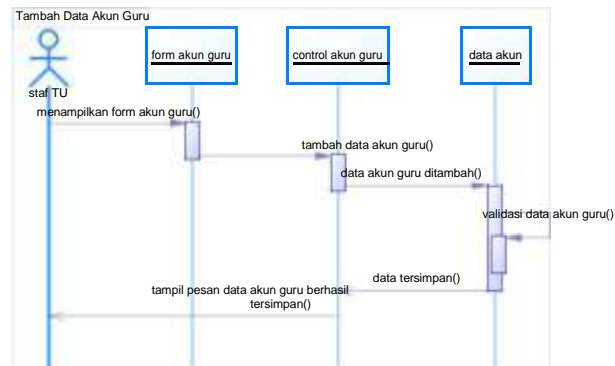 Tambah Data Akun Guru
form akun guru
control akun guru
data akun
staf TU
menampilkan form akun guru()
tambah data akun guru()
data akun guru ditambah()
validasi data akun guru()
data tersimpan()
tampil pesan data akun guru berhasil
tersimpan()